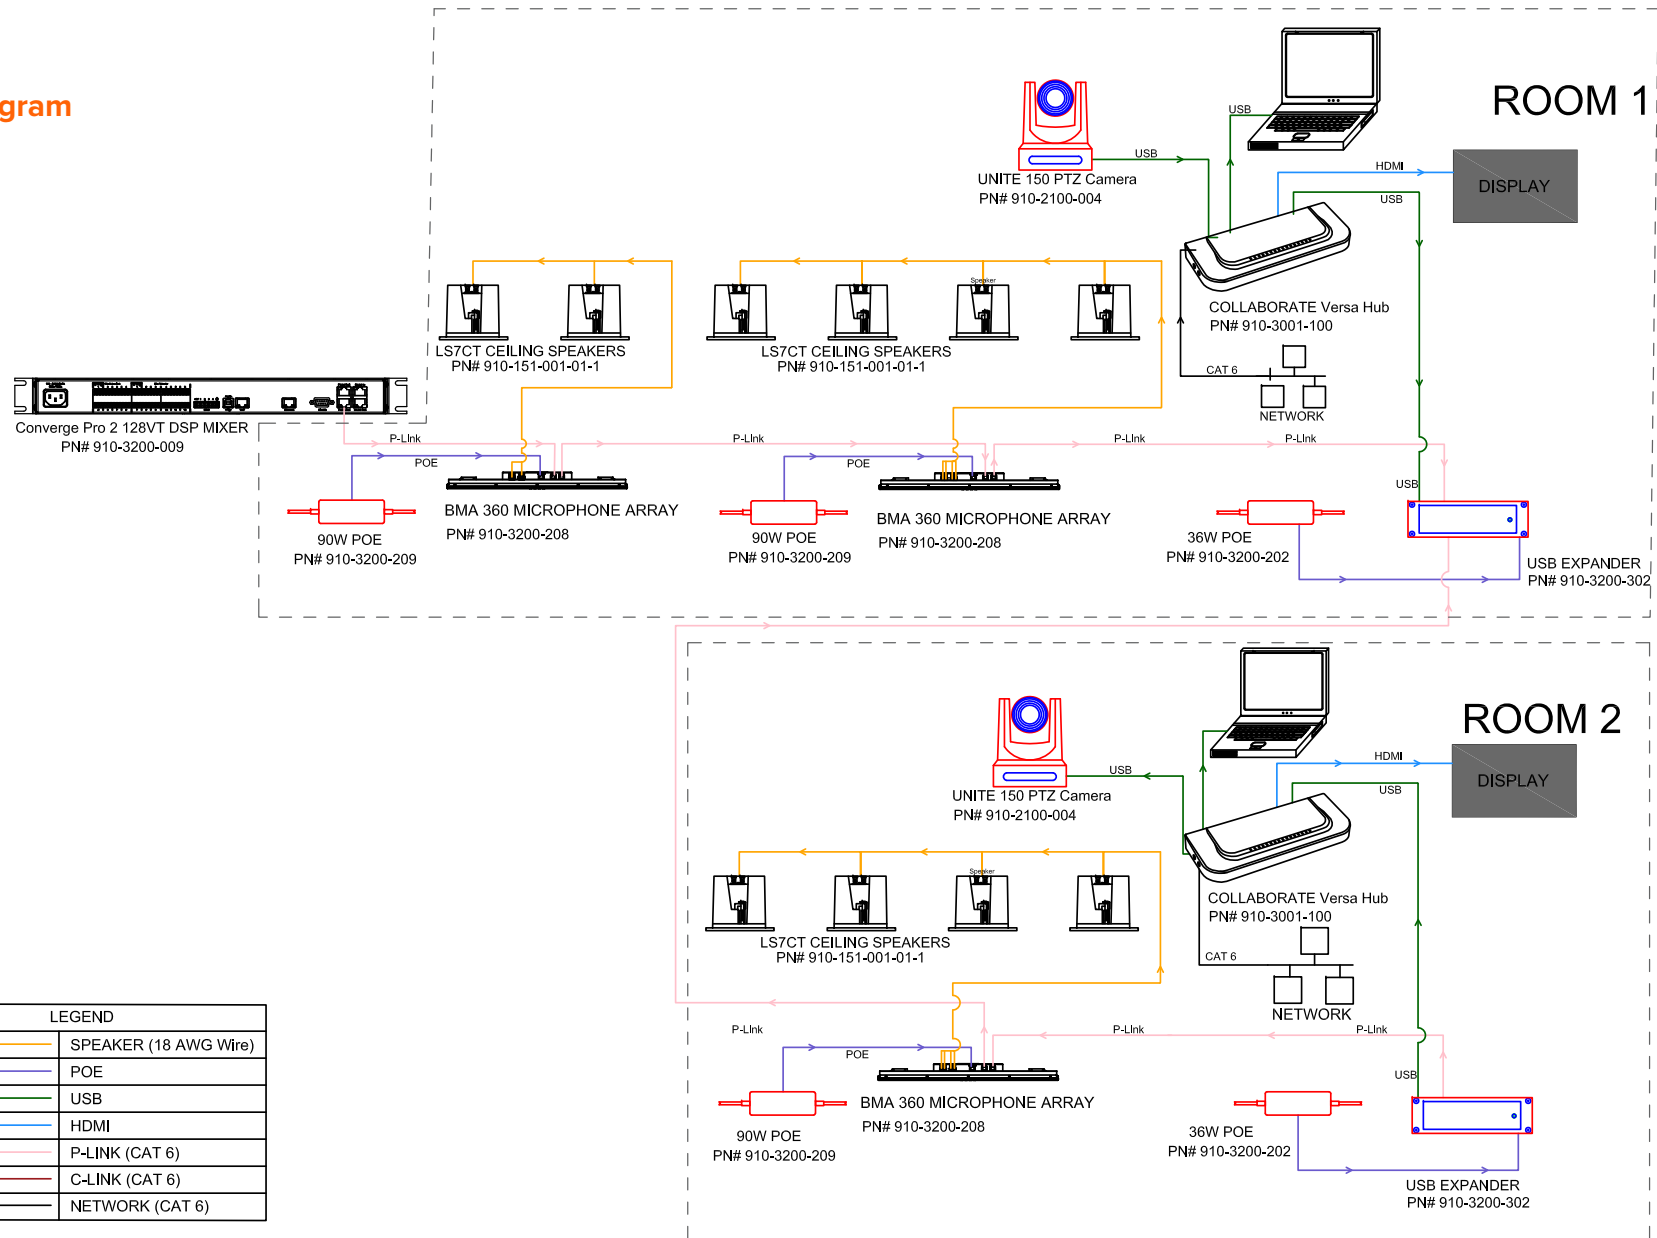 gram
ROOM 1
USB
USB
HDMI
DISPLAY
UNITE 150 PTZ Camera
PN# 910-2100-004
USB
Speaker
COLLABORATE Versa Hub
PN# 910-3001-100
LS7CT CEILING SPEAKERS
PN# 910-151-001-01-1
LS7CT CEILING SPEAKERS
PN# 910-151-001-01-1
CAT 6
NETWORK
Converge Pro 2 128VT DSP MIXER
PN# 910-3200-009
P-LInk
P-LInk
P-LInk
P-LInk
POE
POE
USB
BMA 360 MICROPHONE ARRAY
PN# 910-3200-208
BMA 360 MICROPHONE ARRAY
PN# 910-3200-208
90W POE
PN# 910-3200-209
90W POE
PN# 910-3200-209
36W POE
PN# 910-3200-202
USB EXPANDER
PN# 910-3200-302
ROOM 2
HDMI
DISPLAY
USB
USB
UNITE 150 PTZ Camera
PN# 910-2100-004
Speaker
COLLABORATE Versa Hub
PN# 910-3001-100
LS7CT CEILING SPEAKERS
PN# 910-151-001-01-1
CAT 6
NETWORK
P-LInk
P-LInk
P-LInk
POE
USB
BMA 360 MICROPHONE ARRAY
PN# 910-3200-208
90W POE
PN# 910-3200-209
36W POE
PN# 910-3200-202
USB EXPANDER
PN# 910-3200-302
LEGEND
SPEAKER (18 AWG Wire)
POE
USB
HDMI
P-LINK (CAT 6)
C-LINK (CAT 6)
NETWORK (CAT 6)